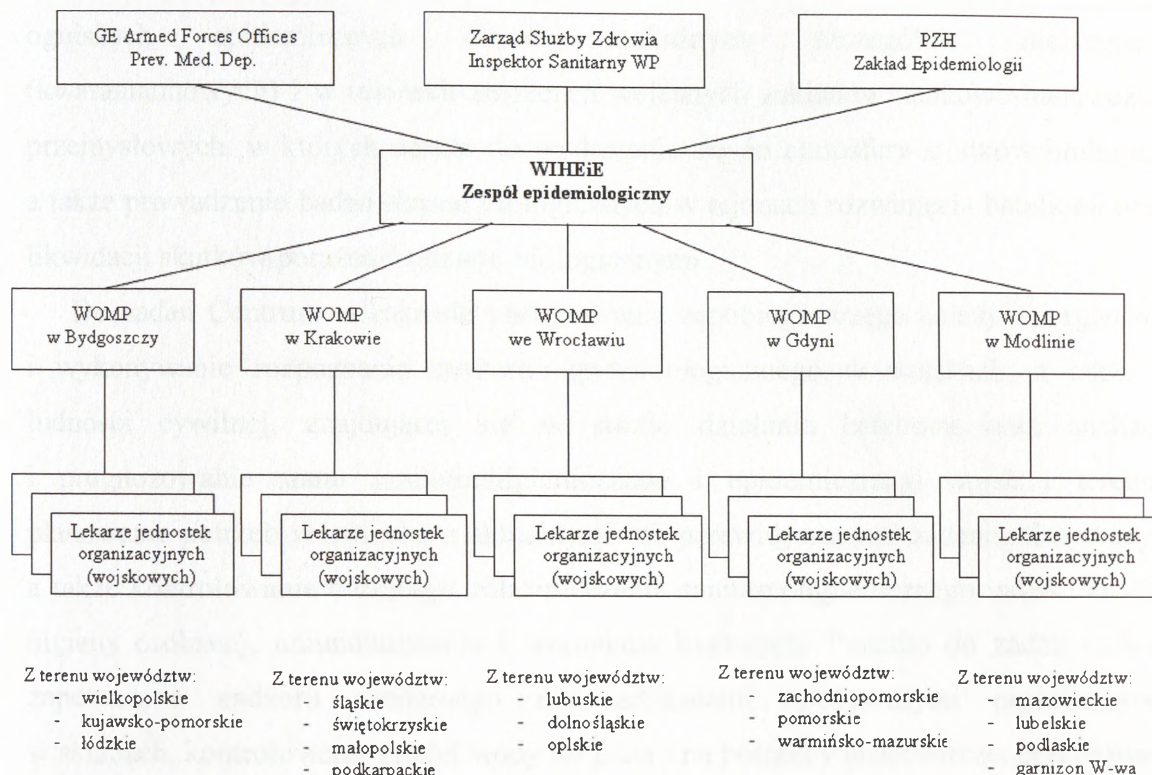 GE Armed Forces Offices
Prev. Med. Dep.
Zarząd Służby Zdrowia
Inspektor Sanitarny WP
PZH
Zakład Epidemiologii
WIHEiE
Zespół epidemiologiczny
WOMP
w Bydgoszczy
WOMP
w Krakowie
WOMP
we Wrocławiu
WOMP
w Gdyni
WOMP
w Modlinie
Lekarze jednostek
organizacyjnych
(wojskowych)
Lekarze jednostek
organizacyjnych
(wojskowych)
Lekarze jednostek
organizacyjnych
(wojskowych)
Lekarze jednostek
organizacyjnych
(wojskowych)
Lekarze jednostek
organizacyjnych
(wojskowych)
Z terenu województw:
- wielkopolskie
- kujawsko-pomorskie
- łódzkie
Z terenu województw:
- śląskie
- świętokrzyskie
- małopolskie
- podkarpackie
Z terenu województw:
- lubuskie
- dolnośląskie
- oplskie
Z terenu województw:
- zachodniopomorskie
- pomorskie
- warmińsko-mazurskie
Z terenu województw:
- mazowieckie
- lubelskie
- podlaskie
- garnizon W-wa